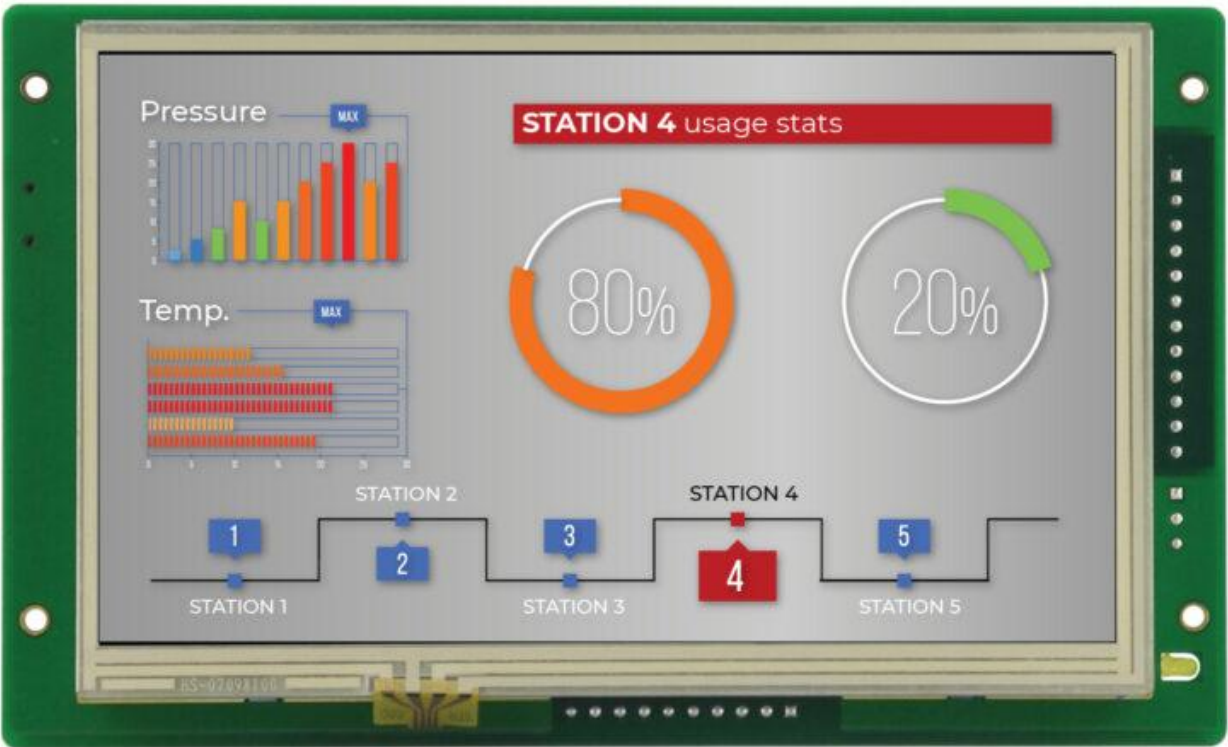 Pressure
MAX
STATION 4 usage stats
80%
20%
Temp.
MAX
STATION 2
STATION 4
1
2
3
4
5
STATION 1
STATION 3
STATION 5